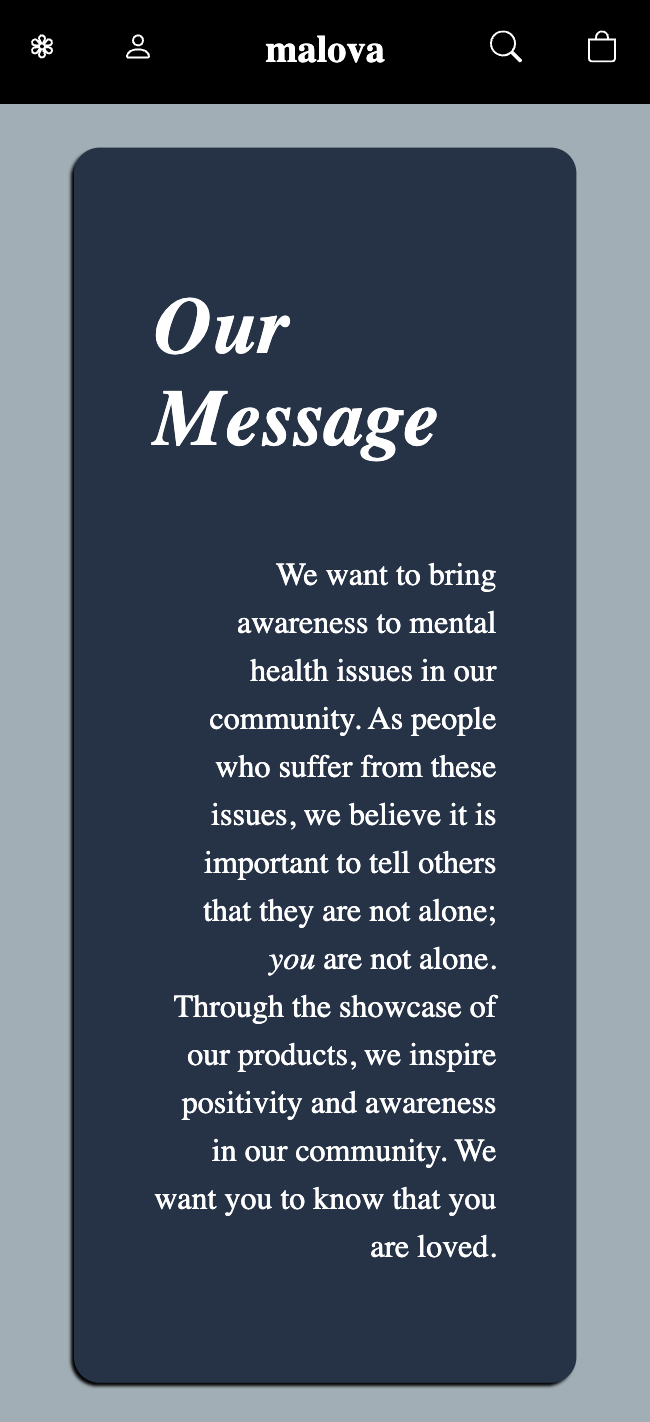 malova
Our
Message
We want to bring
awareness to mental
health issues in our
community. As people
who suffer from these
issues, we believe it is
important to tell others
that they are not alone;
you are not alone.
Through the showcase of
our products, we inspire
positivity and awareness
in our community. We
want you to know that you
are loved.